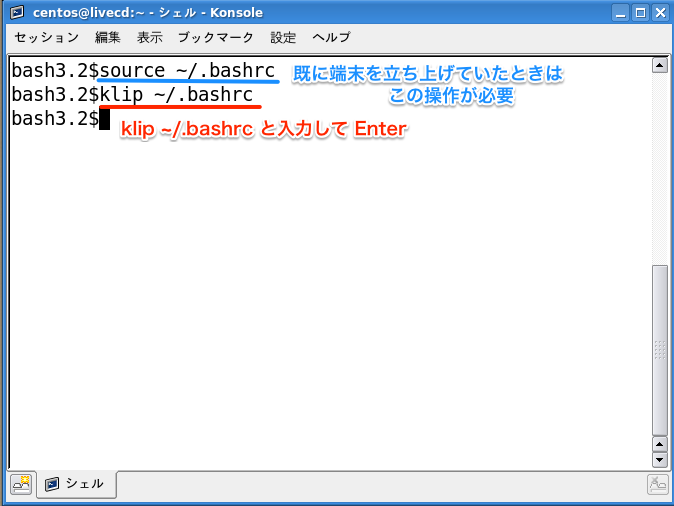 centos@livecd:~ - シェル - Konsole
セッション 編集 表示 ブックマーク 設定 ヘルプ
bash3.2$source ~/.bashrc 既に端末を立ち上げていたときは
この操作が必要
bash3.2$klip ~/.bashrc
bash3.2$
klip ~/.bashrc と入力して Enter
シェル